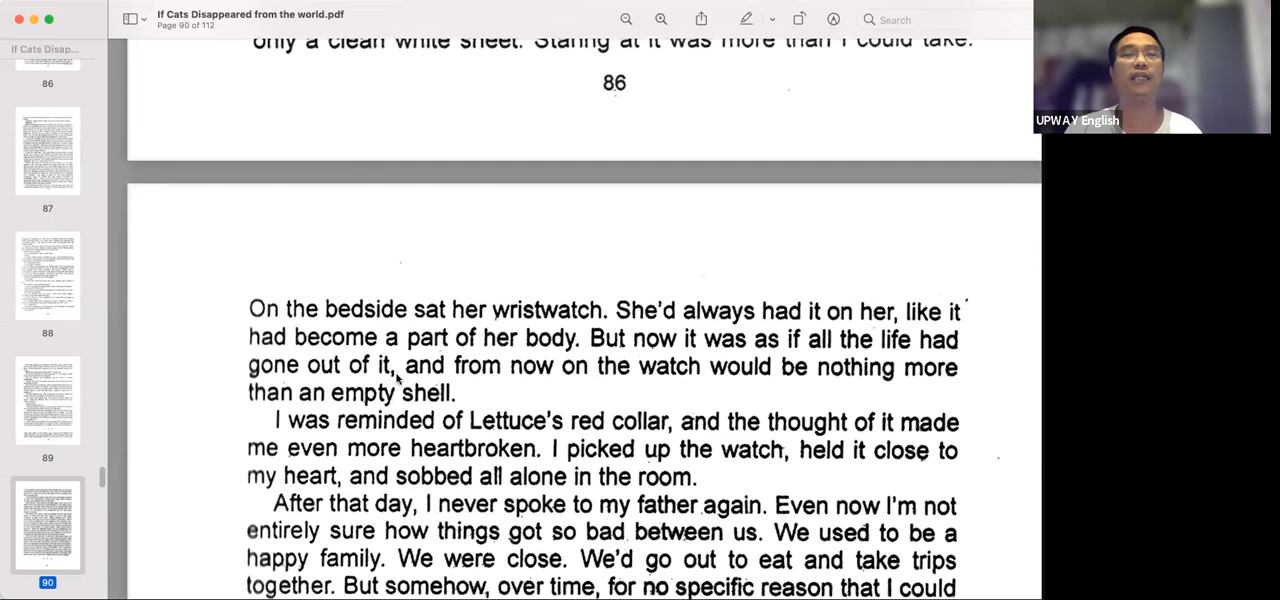 If Cats Disappeared from the world.pdf
Page 90 of 112
Search
If Cats Disap...
86
87
88
89
90
only a clean white sheet. Staring at it was more than I could take.
86
On the bedside sat her wristwatch. She'd always had it on her, like it
had become a part of her body. But now it was as if all the life had
gone out of it, and from now on the watch would be nothing more
than an empty shell.
I was reminded of Lettuce's red collar, and the thought of it made
me even more heartbroken. I picked up the watch, held it close to
my heart, and sobbed all alone in the room.
After that day, I never spoke to my father again. Even now I'm not
entirely sure how things got so bad between us. We used to be a
happy family. We were close. We'd go out to eat and take trips
together. But somehow, over time, for no specific reason that I could
UPWAY English